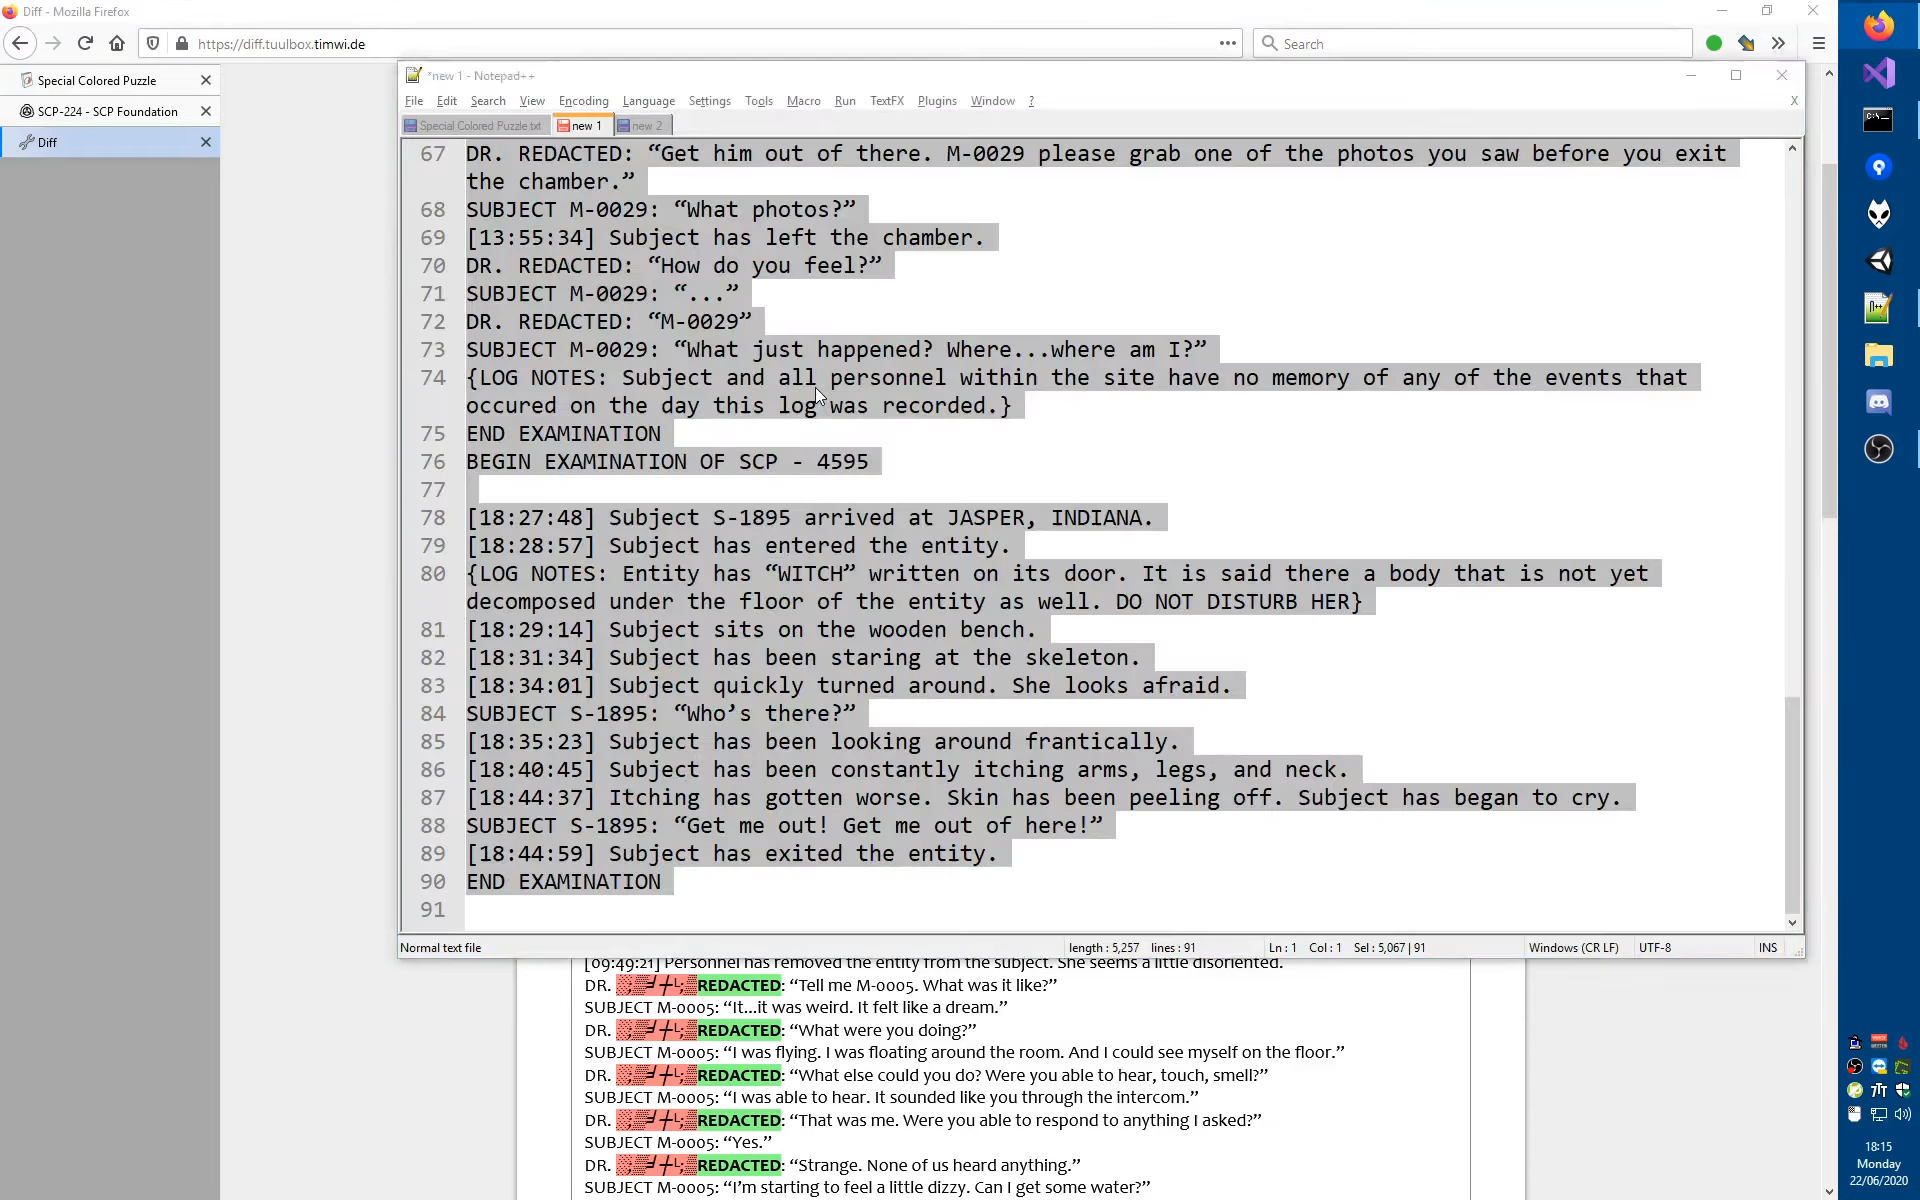 Diff - Mozilla Firefox
https://diff.tuulbox.timwi.de
Search
Special Colored Puzzle
SCP-224 - SCP Foundation
Diff
*new 1 - Notepad++
File Edit Search View Encoding Language Settings Tools Macro Run TextFX Plugins Window ? X
Special Colored Puzzle.txt new 1 new 2
67 DR. REDACTED: “Get him out of there. M-0029 please grab one of the photos you saw before you exit
the chamber.”
68 SUBJECT M-0029: “What photos?”
69 [13:55:34] Subject has left the chamber.
70 DR. REDACTED: “How do you feel?”
71 SUBJECT M-0029: “...”
72 DR. REDACTED: “M-0029”
73 SUBJECT M-0029: “What just happened? Where...where am I?”
74 {LOG NOTES: Subject and all personnel within the site have no memory of any of the events that
occured on the day this log was recorded.}
75 END EXAMINATION
76 BEGIN EXAMINATION OF SCP - 4595
77
78 [18:27:48] Subject S-1895 arrived at JASPER, INDIANA.
79 [18:28:57] Subject has entered the entity.
80 {LOG NOTES: Entity has “WITCH” written on its door. It is said there a body that is not yet
decomposed under the floor of the entity as well. DO NOT DISTURB HER}
81 [18:29:14] Subject sits on the wooden bench.
82 [18:31:34] Subject has been staring at the skeleton.
83 [18:34:01] Subject quickly turned around. She looks afraid.
84 SUBJECT S-1895: “Who’s there?”
85 [18:35:23] Subject has been looking around frantically.
86 [18:40:45] Subject has been constantly itching arms, legs, and neck.
87 [18:44:37] Itching has gotten worse. Skin has been peeling off. Subject has began to cry.
88 SUBJECT S-1895: “Get me out! Get me out of here!”
89 [18:44:59] Subject has exited the entity.
90 END EXAMINATION
91
Normal text file length : 5,257 lines : 91 Ln : 1 Col : 1 Sel : 5,067 | 91 Windows (CR LF) UTF-8 INS
[09:49:21] Personnel has removed the entity from the subject. She seems a little disoriented.
DR. REDACTED: “Tell me M-0005. What was it like?”
SUBJECT M-0005: “It...it was weird. It felt like a dream.”
DR. REDACTED: “What were you doing?”
SUBJECT M-0005: “I was flying. I was floating around the room. And I could see myself on the floor.”
DR. REDACTED: “What else could you do? Were you able to hear, touch, smell?”
SUBJECT M-0005: “I was able to hear. It sounded like you through the intercom.”
DR. REDACTED: “That was me. Were you able to respond to anything I asked?”
SUBJECT M-0005: “Yes.”
DR. REDACTED: “Strange. None of us heard anything.”
SUBJECT M-0005: “I’m starting to feel a little dizzy. Can I get some water?”
18:15
Monday
22/06/2020